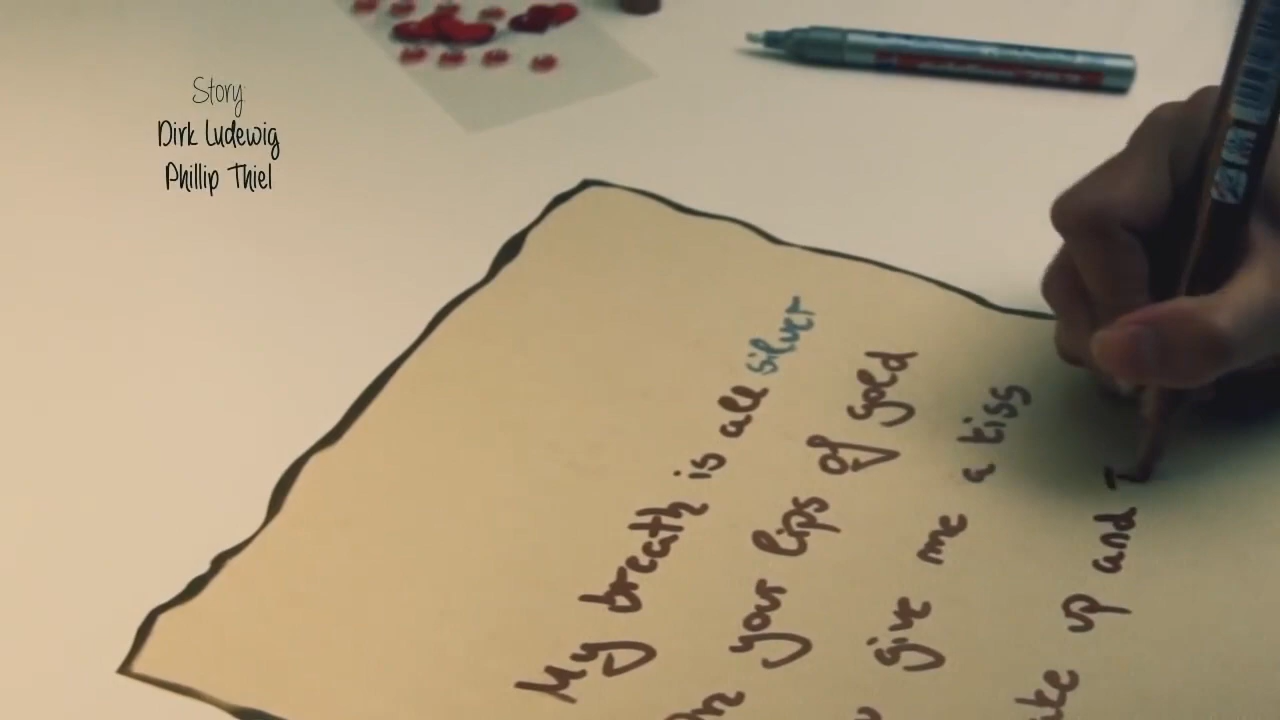 Story
Dirk Ludewig
Phillip Thiel
My breath is all silver
your lips of gold
give me a kiss
up and